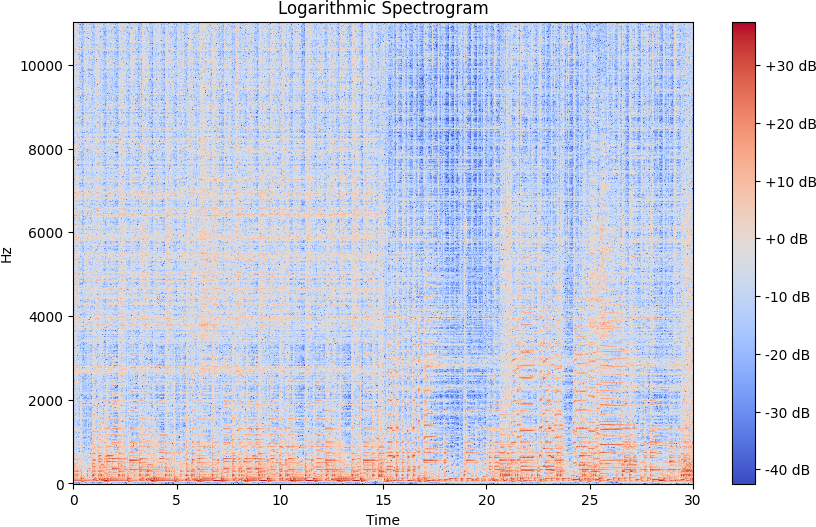 Logarithmic Spectrogram
Hz
10000
8000
6000
4000
2000
0
0 5 10 15 20 25 30
Time
+30 dB
+20 dB
+10 dB
+0 dB
-10 dB
-20 dB
-30 dB
-40 dB